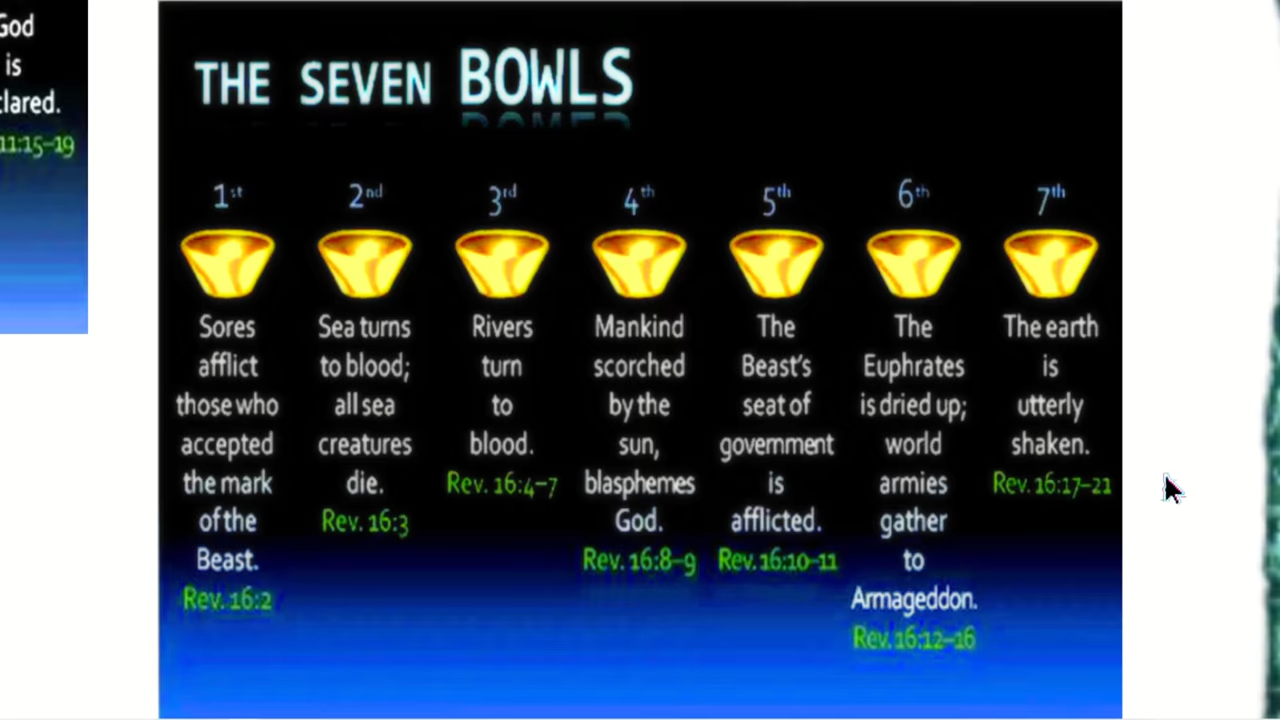 God
is
11:15–19
THE SEVEN BOWLS
1st
Sores
afflict
those who
accepted
the mark
of the
Beast.
Rev. 16:2
2nd
Sea turns
to blood;
all sea
creatures
die.
Rev. 16:3
3rd
Rivers
turn
to
blood.
Rev. 16:4–7
4th
Mankind
scorched
by the
sun,
blasphemes
God.
Rev. 16:8–9
5th
The
Beast's
seat of
government
is
afflicted.
Rev. 16:10–11
6th
The
Euphrates
is dried up;
world
armies
gather
to
Armageddon.
Rev. 16:12–16
7th
The earth
is
utterly
shaken.
Rev. 16:17–21